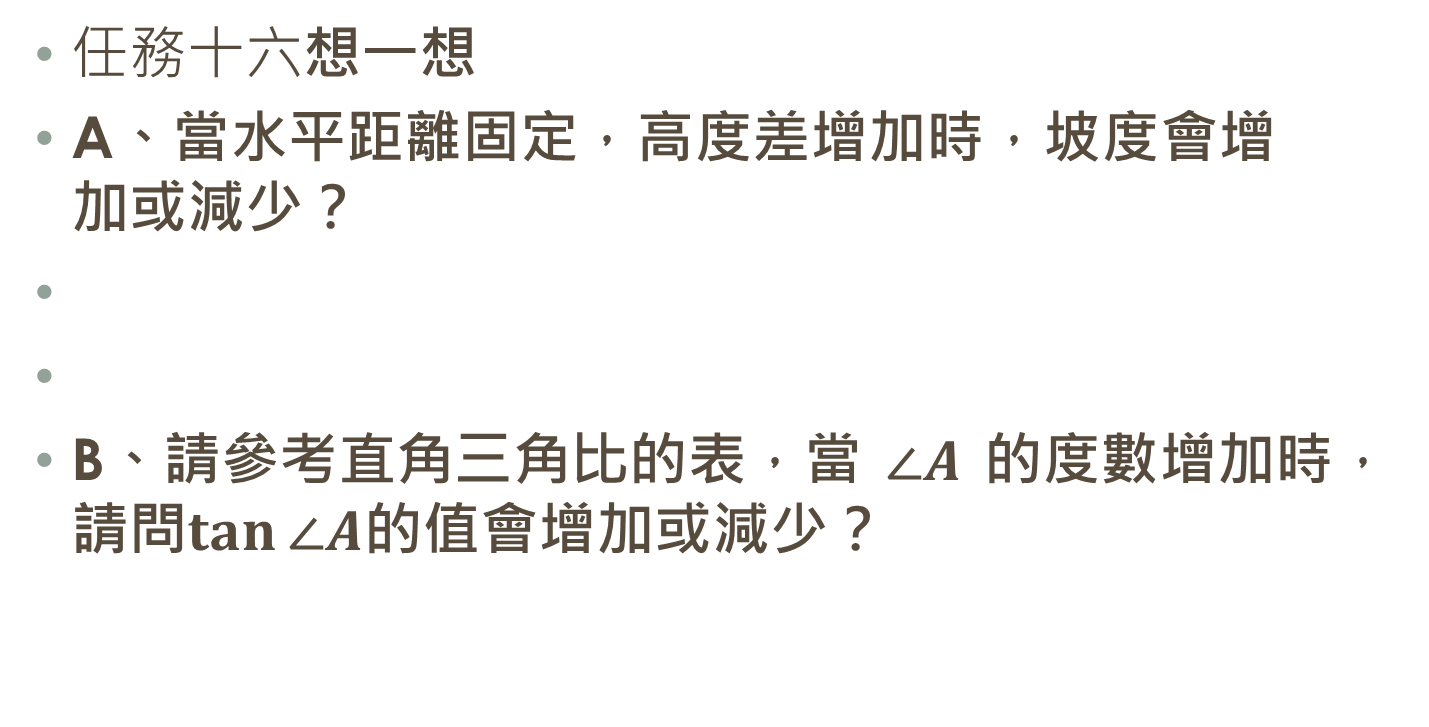 • 任務十六想一想
• A、當水平距離固定，高度差增加時，坡度會增
加或減少？
•
•
• B、請參考直角三角比的表，當 ∠A 的度數增加時，
請問tan ∠A的值會增加或減少？